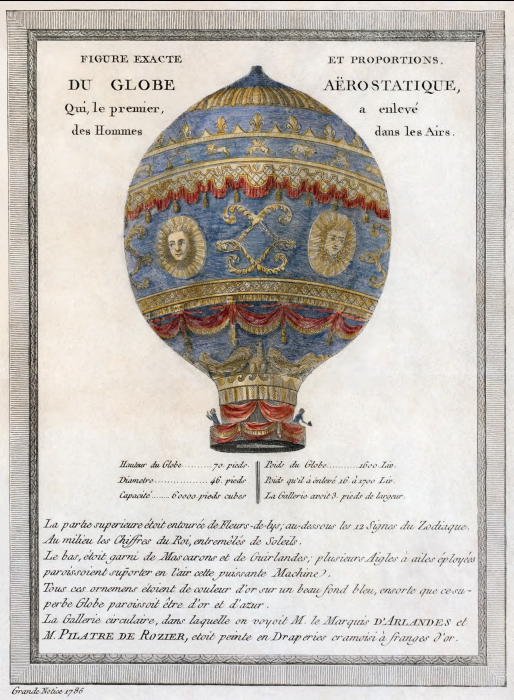 FIGURE EXACTE ET PROPORTIONS.
DU GLOBE AËROSTATIQUE,
Qui, le premier, a enlevé
des Hommes dans les Airs.
Hauteur du Globe..........70. pieds.
Diametre....................46. pieds
Capacité.......60000 pieds cubes
Poids du Globe..........1600 Liv.
Poids qu'il à énlevé 16. à 1700 Liv.
La Gallerie avoit 3. pieds de largeur.
La partie superieure étoit entourée de Fleurs-de-lys; au-dessous les 12 Signes du Zodiaque.
Au milieu les Chiffres du Roi, entremêlés de Soleils.
Le bas, etoit garni de Mascarons et de Guirlandes; plusieurs Aigles à ailes éployées
paroissoient suporter en l'air cette puissante Machine.
Tous ces ornemens étoient de couleur d'or sur un beau fond bleu, ensorte que ce su-
perbe Globe paroissoit être d'or et d'azur.
La Gallerie circulaire, dans laquelle on voyoit M. le Marquis D'ARLANDES et
M. PILATRE DE ROZIER, etoit peinte en Draperies cramoisi à franges d'or.
Grande Notice 1786